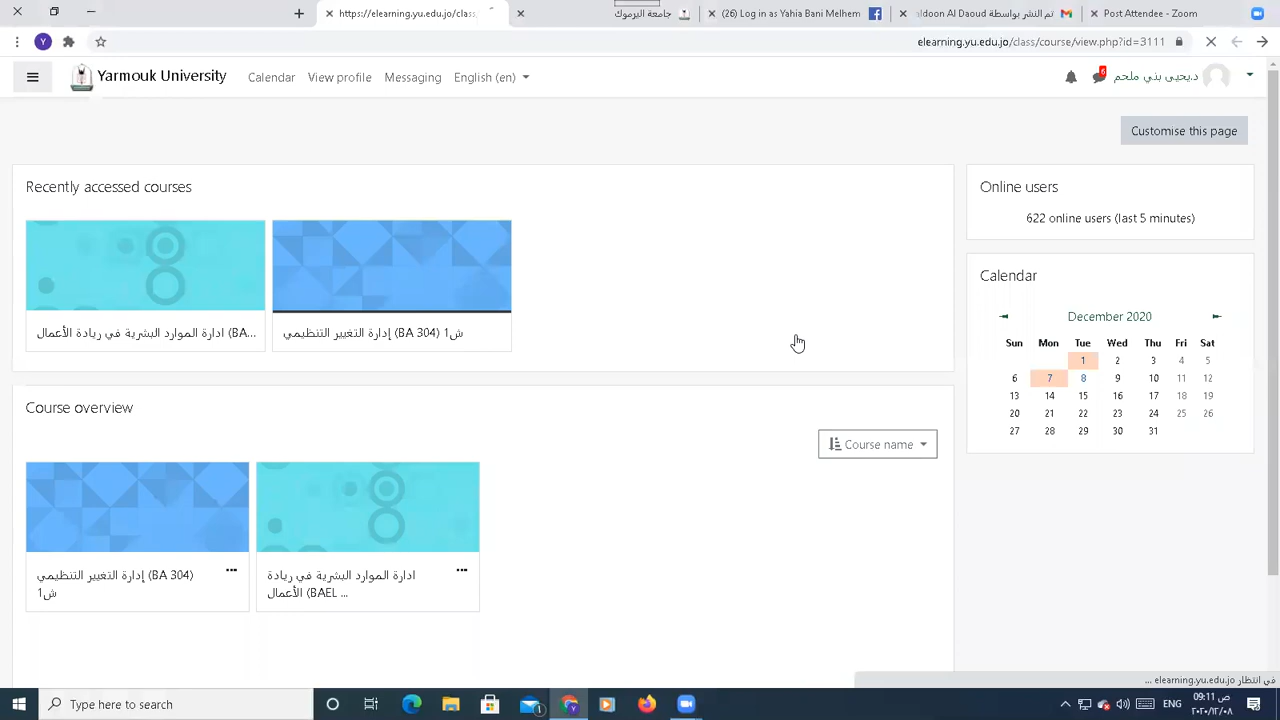 https://elearning.yu.edu.jo/class,
جامعة اليرموك
(26) Log in as Yahia Bani Melhem
تم النشر بواسطة ldoon Al Daoud
Post Attendee - Zoom
Y
elearning.yu.edu.jo/class/course/view.php?id=3111
Yarmouk University
Calendar
View profile
Messaging
English (en)
6
د.يحيى بني ملحم
Customise this page
Recently accessed courses
ادارة الموارد البشرية في ريادة الأعمال (BA...
إدارة التغيير التنظيمي (BA 304) ش1
Online users
622 online users (last 5 minutes)
Calendar
December 2020
Sun Mon Tue Wed Thu Fri Sat
1 2 3 4 5
6 7 8 9 10 11 12
13 14 15 16 17 18 19
20 21 22 23 24 25 26
27 28 29 30 31
Course overview
Course name
إدارة التغيير التنظيمي (BA 304)
ش1
ادارة الموارد البشرية في ريادة
الأعمال (BAEL ...
في انتظار elearning.yu.edu.jo ...
Type here to search
ENG
09:11 ص
٢٠٢٠/١٢/٠٨